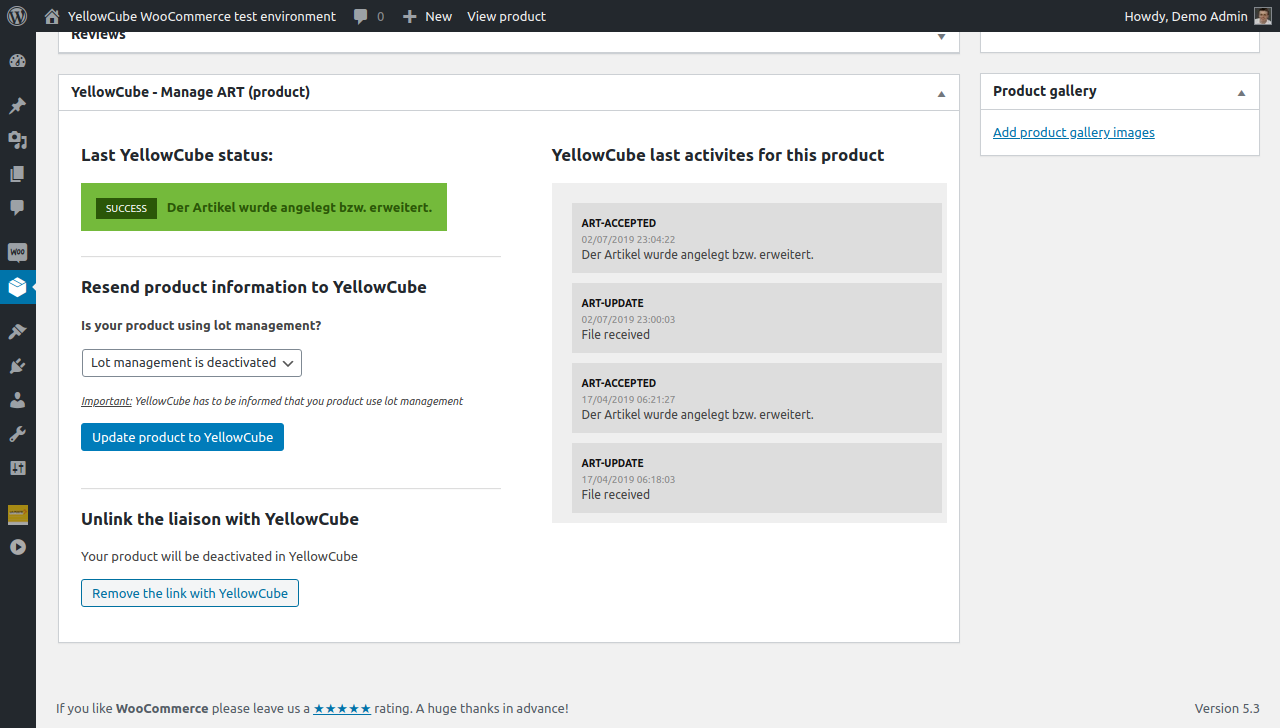 YellowCube WooCommerce test environment 0 New View product Howdy, Demo Admin
Reviews
YellowCube - Manage ART (product)
Last YellowCube status:
SUCCESS Der Artikel wurde angelegt bzw. erweitert.
Resend product information to YellowCube
Is your product using lot management?
Lot management is deactivated
Important: YellowCube has to be informed that you product use lot management
Update product to YellowCube
Unlink the liaison with YellowCube
Your product will be deactivated in YellowCube
Remove the link with YellowCube
YellowCube last activites for this product
ART-ACCEPTED
02/07/2019 23:04:22
Der Artikel wurde angelegt bzw. erweitert.
ART-UPDATE
02/07/2019 23:00:03
File received
ART-ACCEPTED
17/04/2019 06:21:27
Der Artikel wurde angelegt bzw. erweitert.
ART-UPDATE
17/04/2019 06:18:03
File received
Product gallery
Add product gallery images
If you like WooCommerce please leave us a ★★★★★ rating. A huge thanks in advance!
Version 5.3